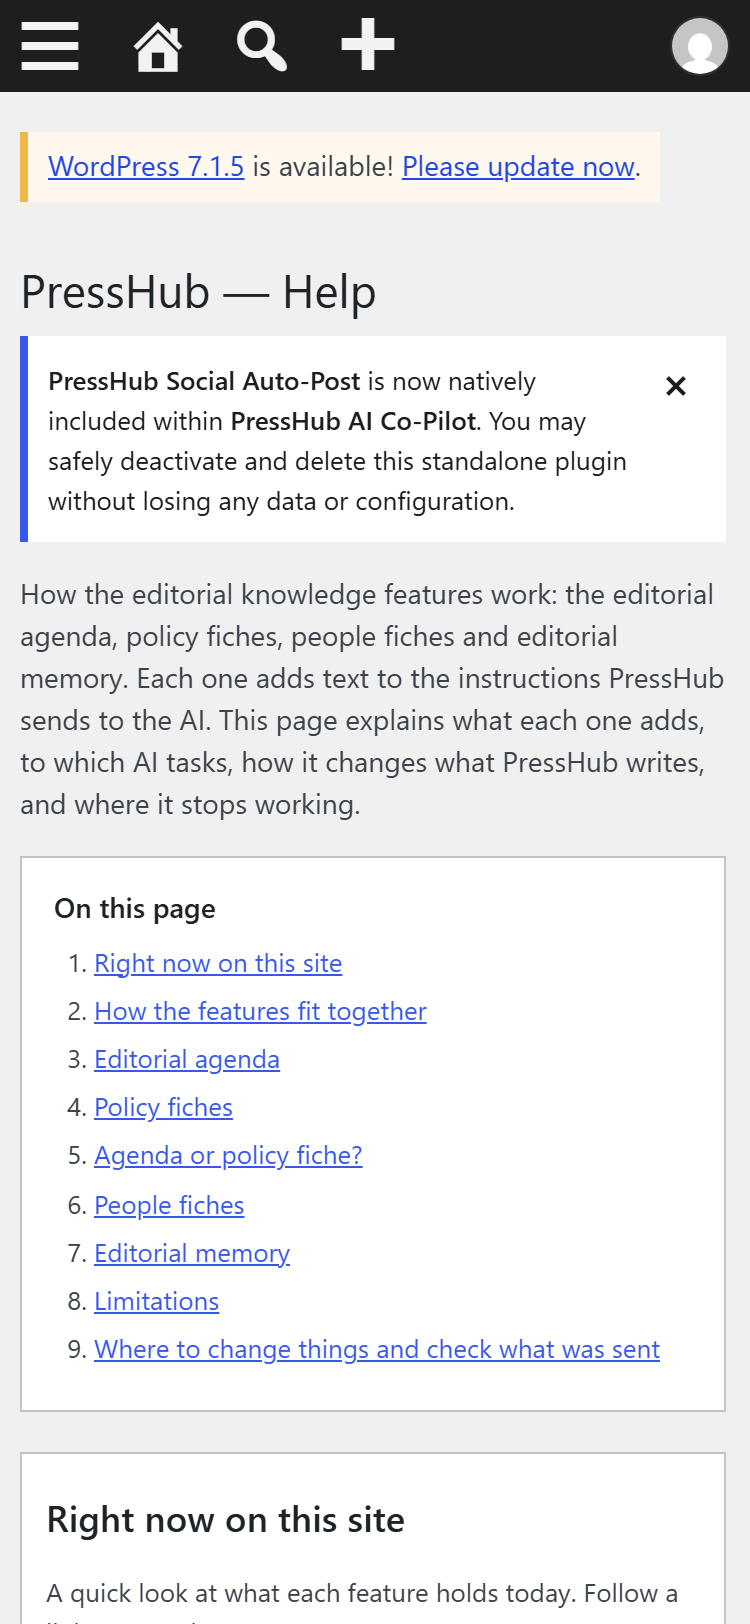 WordPress 7.1.5 is available! Please update now.
PressHub — Help
PressHub Social Auto-Post is now natively
included within PressHub AI Co-Pilot. You may
safely deactivate and delete this standalone plugin
without losing any data or configuration.
How the editorial knowledge features work: the editorial
agenda, policy fiches, people fiches and editorial
memory. Each one adds text to the instructions PressHub
sends to the AI. This page explains what each one adds,
to which AI tasks, how it changes what PressHub writes,
and where it stops working.
On this page
1. Right now on this site
2. How the features fit together
3. Editorial agenda
4. Policy fiches
5. Agenda or policy fiche?
6. People fiches
7. Editorial memory
8. Limitations
9. Where to change things and check what was sent
Right now on this site
A quick look at what each feature holds today. Follow a